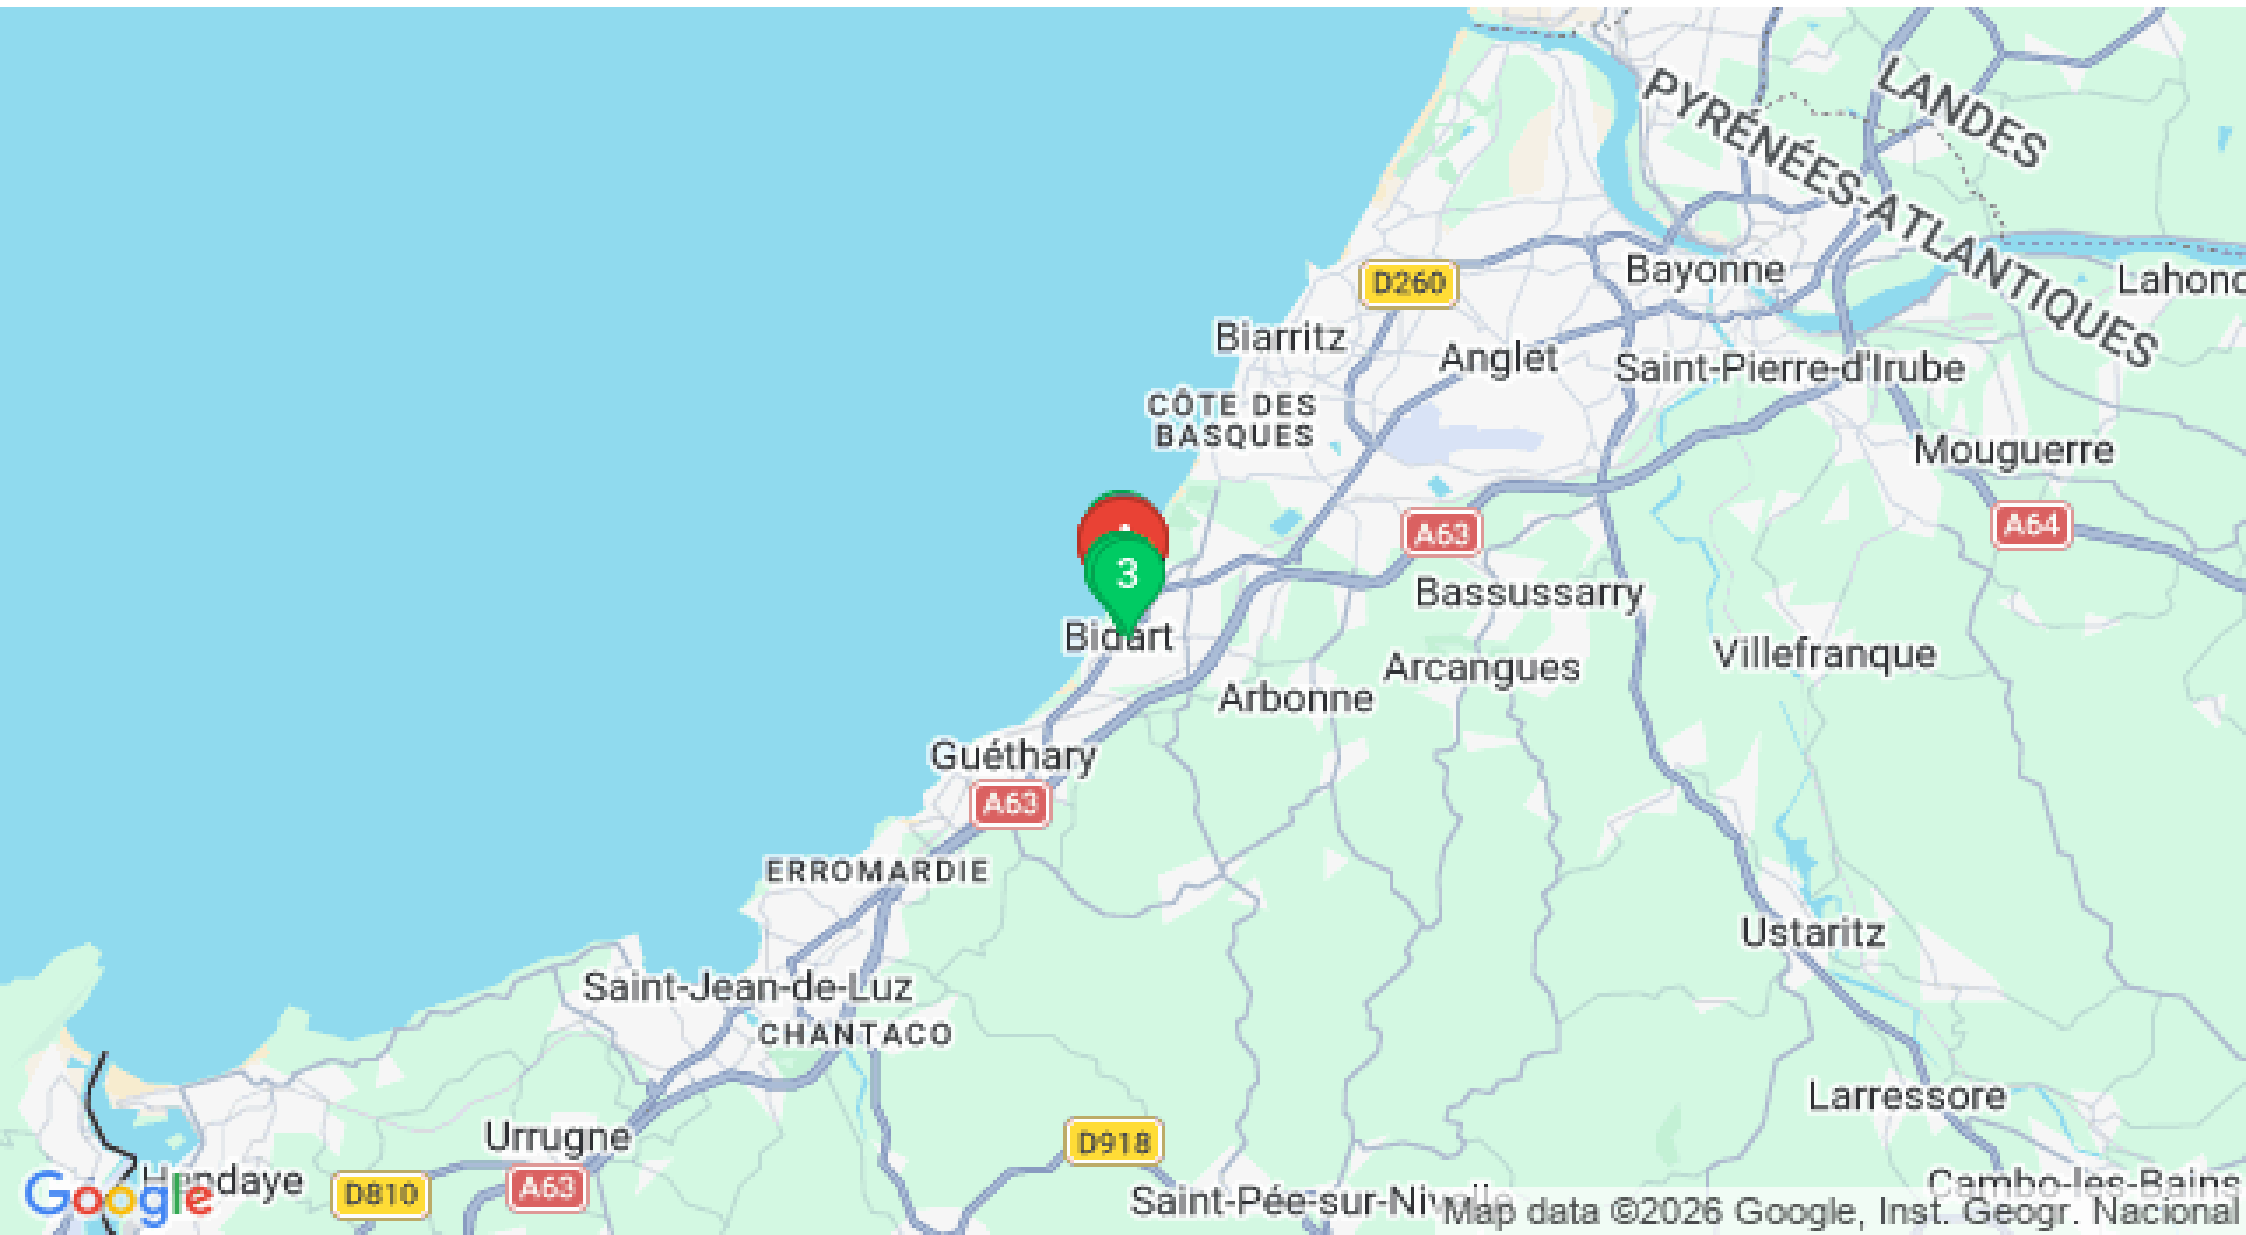 LANDES
PYRÉNÉES-ATLANTIQUES
Bayonne
Lahonc
D260
Biarritz
Anglet
Saint-Pierre-d'Irube
CÔTE DES
BASQUES
Mouguerre
A63
A64
3
Bassussarry
Bidart
Villefranque
Arcangues
Arbonne
Guéthary
A63
ERROMARDIE
Ustaritz
Saint-Jean-de-Luz
CHANTACO
Larressore
Urrugne
D918
Hendaye
D810
A63
Cambo-les-Bains
Saint-Pée-sur-Nivelle
Google
Map data ©2026 Google, Inst. Geogr. Nacional